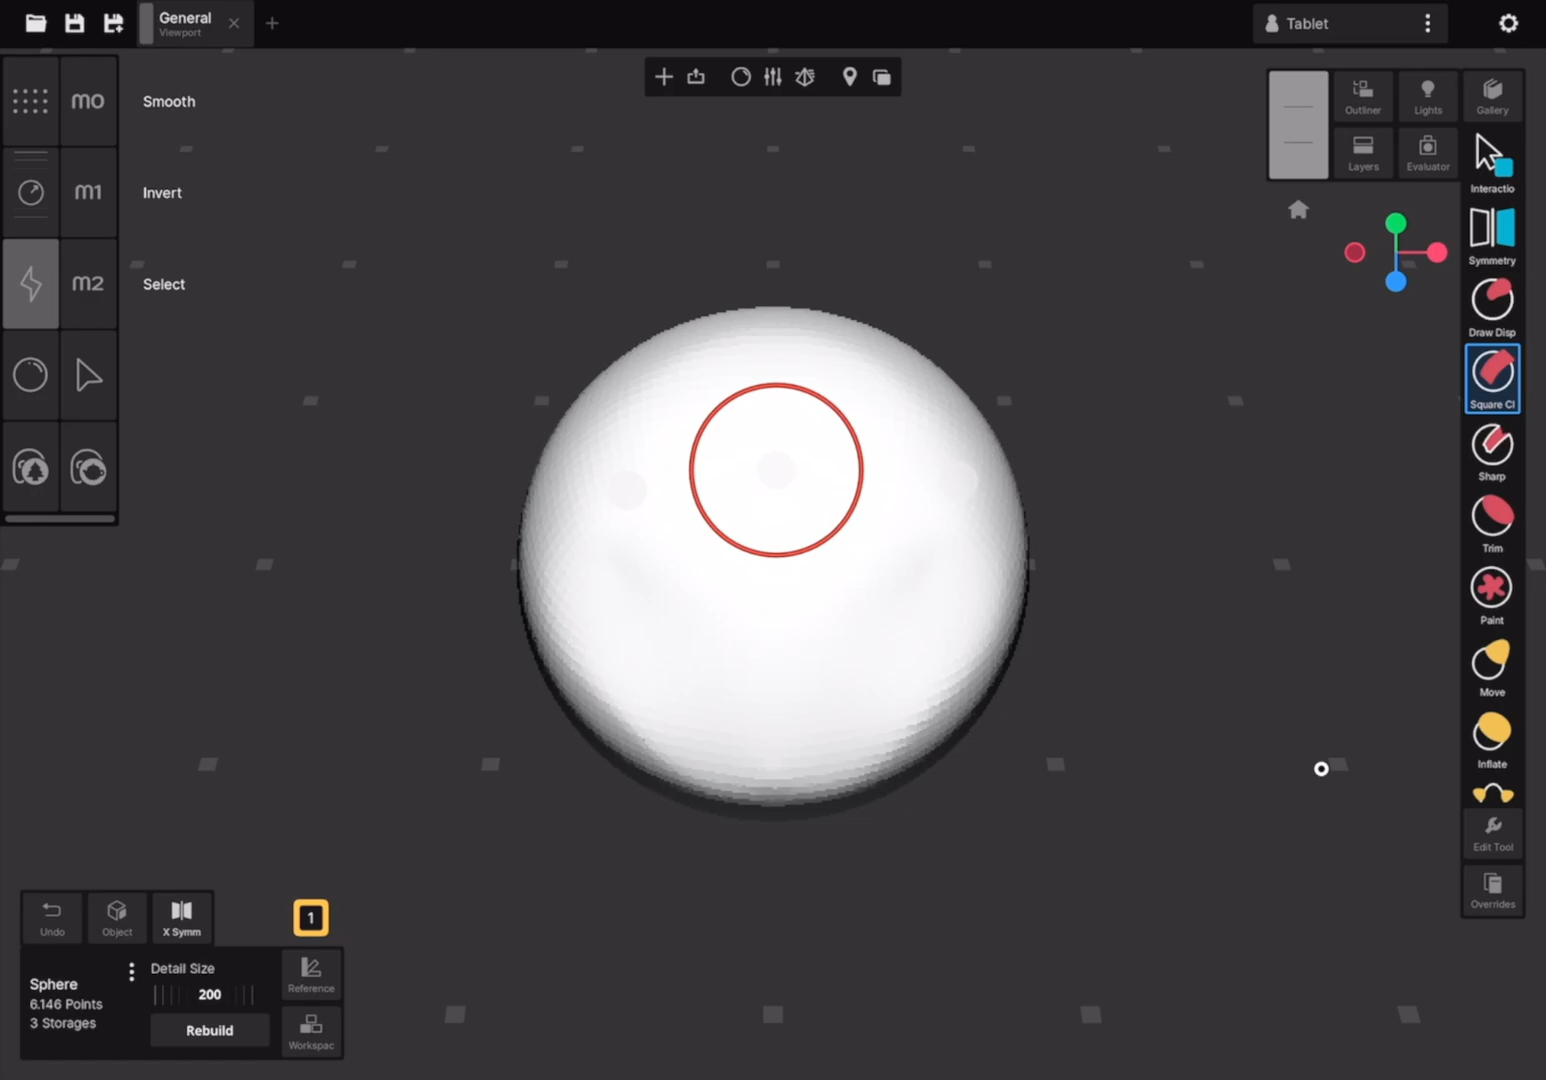 General
Viewport
Tablet
m0
Smooth
m1
Invert
m2
Select
Outliner
Lights
Gallery
Layers
Evaluator
Interactio
Symmetry
Draw Disp
Square Cl
Sharp
Trim
Paint
Move
Inflate
Edit Tool
Overrides
Undo
Object
X Symm
1
Sphere
6.146 Points
3 Storages
Detail Size
200
Rebuild
Reference
Workspac